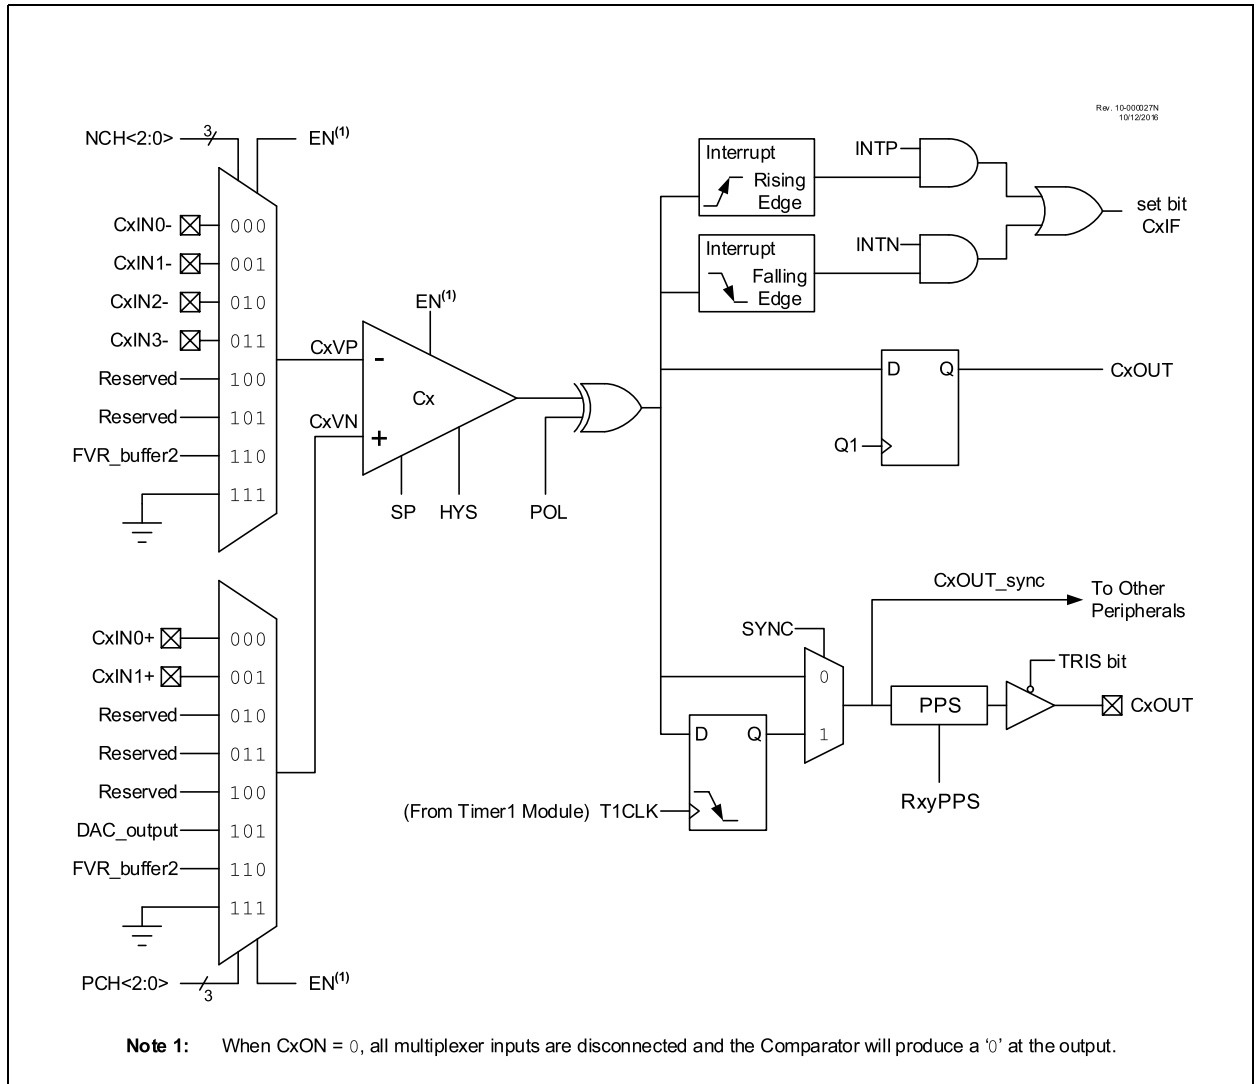 Rev. 10-000027N
10/12/2016
NCH<2:0>
3
EN(1)
CxIN0-
000
CxIN1-
001
CxIN2-
010
CxIN3-
011
Reserved
100
Reserved
101
FVR_buffer2
110
111
CxVP
CxVN
EN(1)
-
Cx
+
SP
HYS
POL
Interrupt
Rising
Edge
INTP
Interrupt
Falling
Edge
INTN
set bit
CxIF
D
Q
CxOUT
Q1
CxIN0+
000
CxIN1+
001
Reserved
010
Reserved
011
Reserved
100
DAC_output
101
FVR_buffer2
110
111
PCH<2:0>
3
EN(1)
CxOUT_sync
To Other
Peripherals
SYNC
0
1
TRIS bit
PPS
CxOUT
RxyPPS
D
Q
(From Timer1 Module) T1CLK
Note 1: When CxON = 0, all multiplexer inputs are disconnected and the Comparator will produce a ‘0’ at the output.